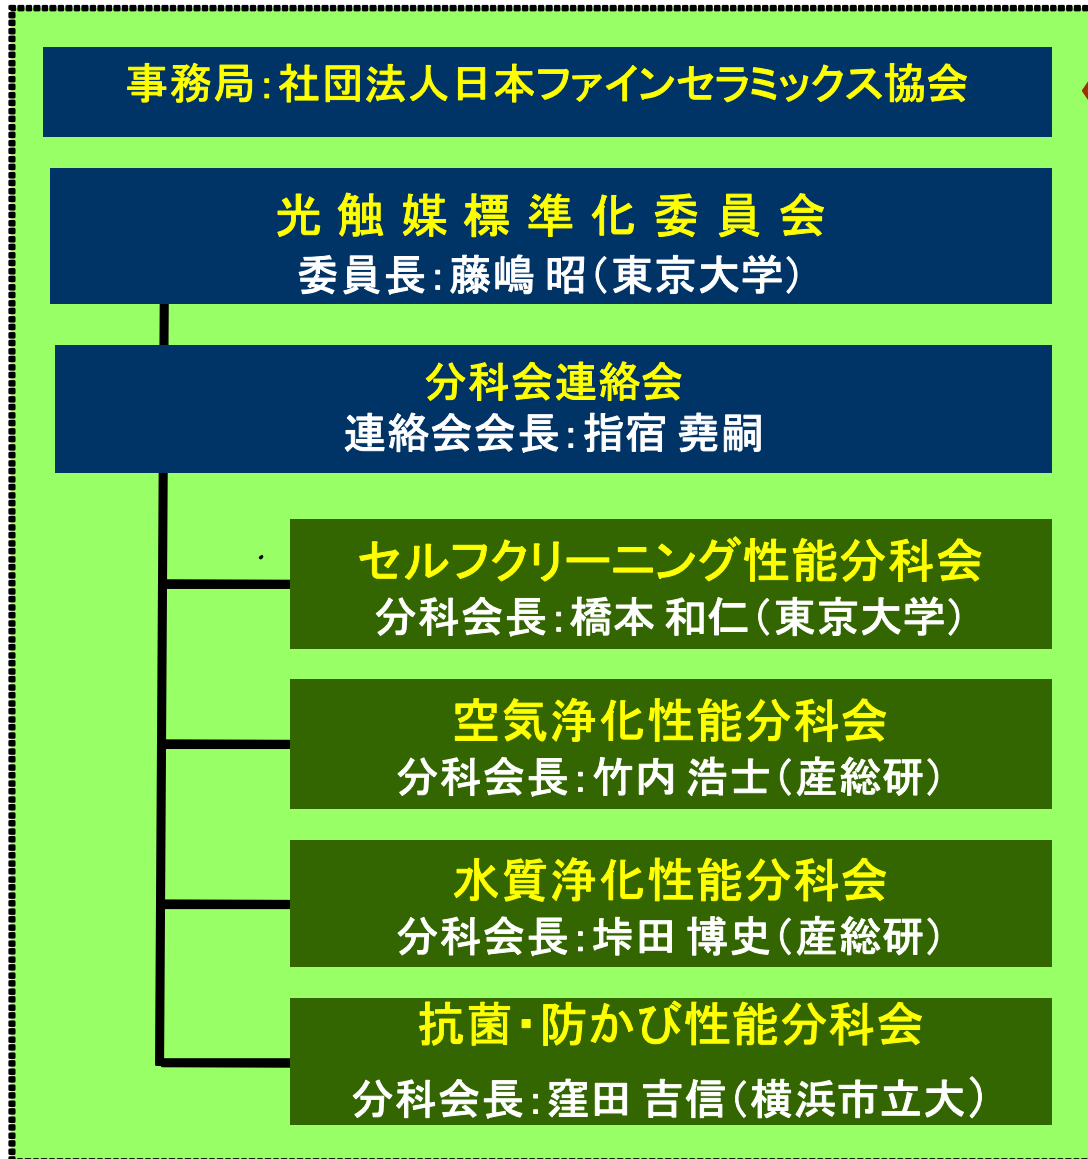 事務局:社団法人日本ファインセラミックス協会
光触媒標準化委員会
委員長:藤嶋 昭(東京大学)
分科会連絡会
連絡会会長:指宿 堯嗣
セルフクリーニング性能分科会
分科会長:橋本 和仁(東京大学)
空気浄化性能分科会
分科会長:竹内 浩士(産総研)
水質浄化性能分科会
分科会長:垰田 博史(産総研)
抗菌・防かび性能分科会
分科会長:窪田 吉信(横浜市立大)